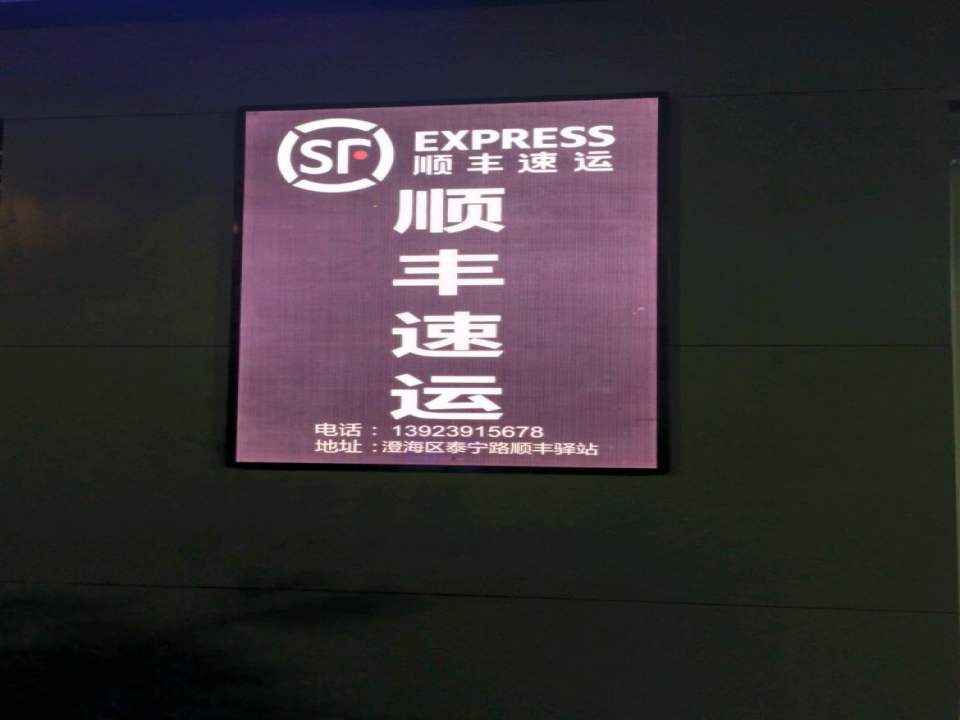 SF EXPRESS
顺丰速运
顺
丰
速
运
电话：13923915678
地址：澄海区泰宁路顺丰驿站